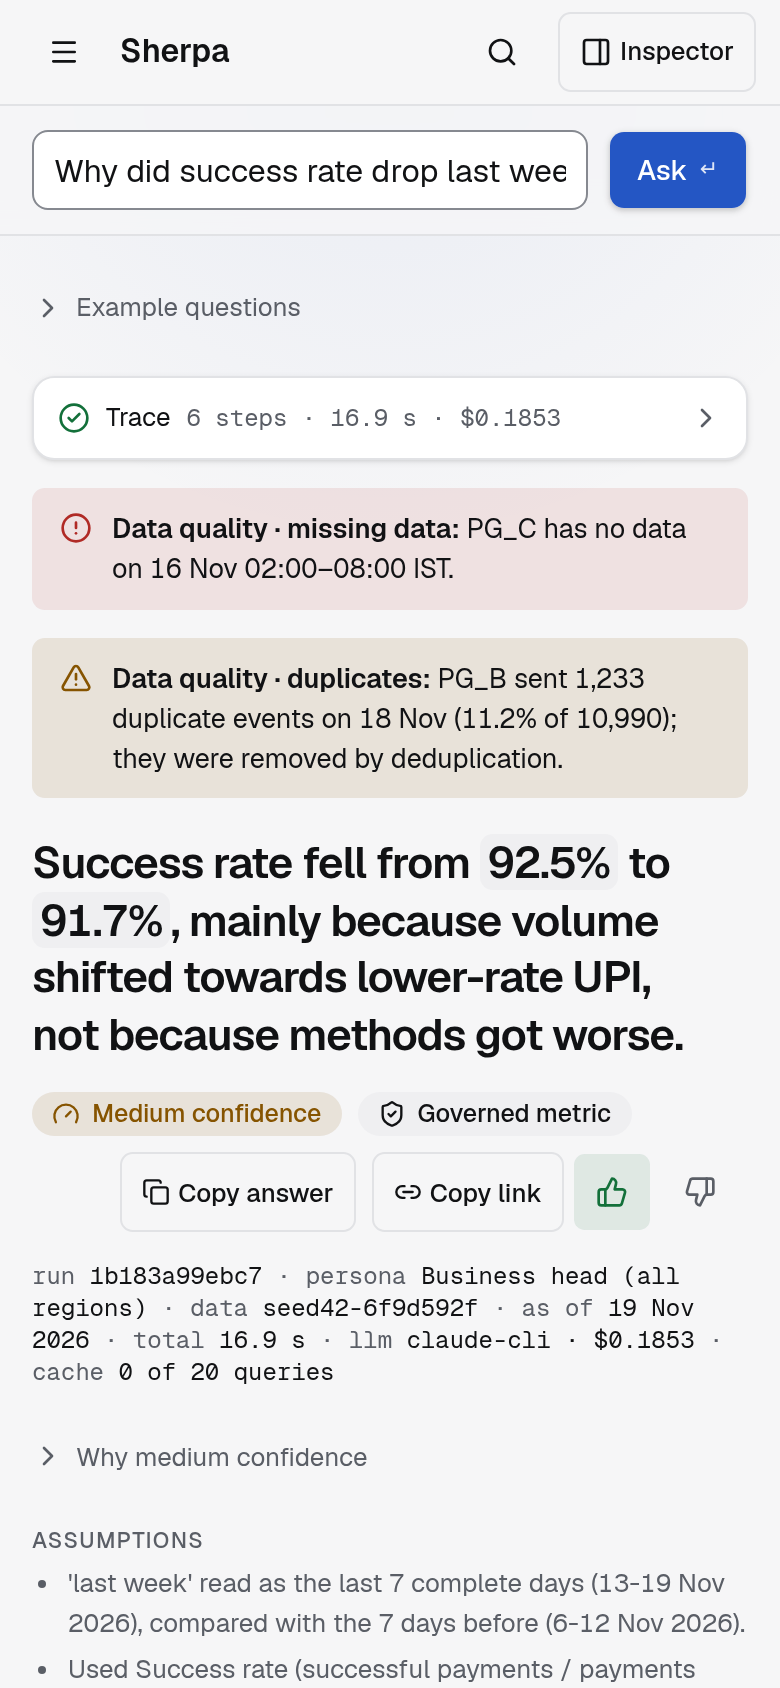 Sherpa
Inspector
Why did success rate drop last wee
Ask ↵
Example questions
Trace 6 steps · 16.9 s · $0.1853
Data quality · missing data: PG_C has no data
on 16 Nov 02:00–08:00 IST.
Data quality · duplicates: PG_B sent 1,233
duplicate events on 18 Nov (11.2% of 10,990);
they were removed by deduplication.
Success rate fell from 92.5% to
91.7%, mainly because volume
shifted towards lower-rate UPI,
not because methods got worse.
Medium confidence
Governed metric
Copy answer
Copy link
run 1b183a99ebc7 · persona Business head (all
regions) · data seed42-6f9d592f · as of 19 Nov
2026 · total 16.9 s · llm claude-cli · $0.1853 ·
cache 0 of 20 queries
Why medium confidence
ASSUMPTIONS
• 'last week' read as the last 7 complete days (13-19 Nov
2026), compared with the 7 days before (6-12 Nov 2026).
• Used Success rate (successful payments / payments